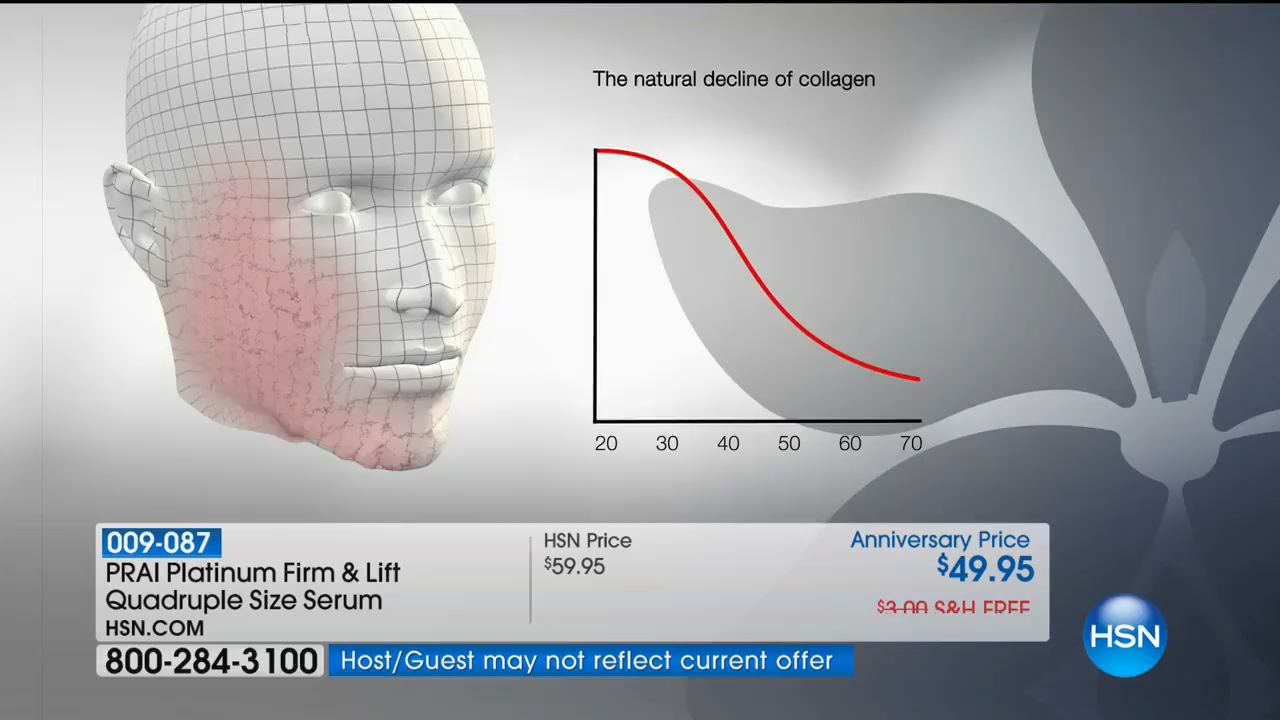 The natural decline of collagen
20 30 40 50 60 70
009-087
PRAI Platinum Firm & Lift
Quadruple Size Serum
HSN.COM
HSN Price
$59.95
Anniversary Price
$49.95
$3.00 S&H FREE
800-284-3100
Host/Guest may not reflect current offer
HSN